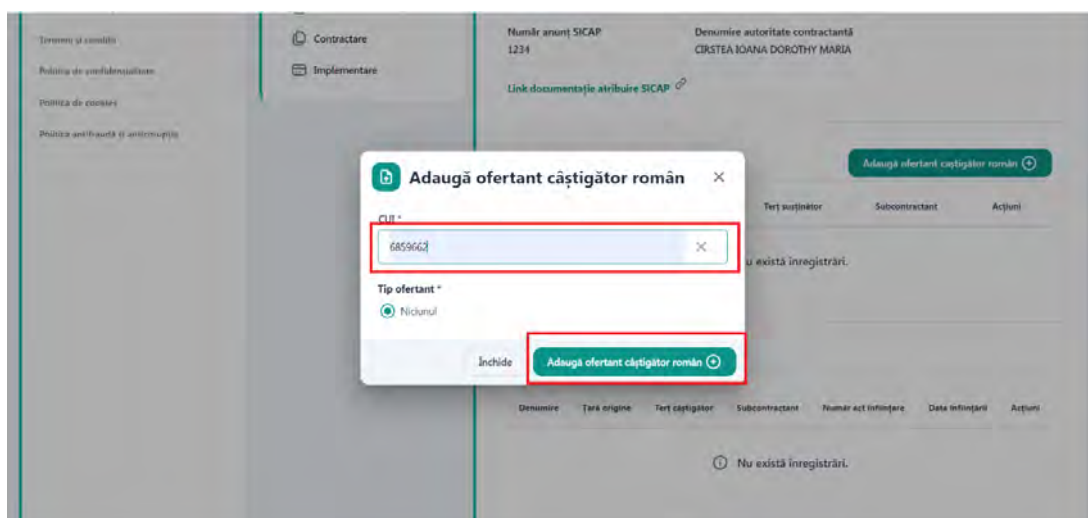 Termeni și condiții
Politica de confidențialitate
Politica de cookies
Politica antifraudă și anticorupție
Contractare
Implementare
Număr anunț SICAP
1234
Denumire autoritate contractantă
CIRSTEA IOANA DOROTHY MARIA
Link documentație atribuire SICAP
Adaugă ofertant câștigător român
Terț susținător Subcontractant Acțiuni
u există înregistrări.
Adaugă ofertant câștigător român
CUI *
6859662
Tip ofertant *
Niciunul
Închide
Adaugă ofertant câștigător român
Denumire Țară origine Terț câștigător Subcontractant Număr act înființare Data înființării Acțiuni
Nu există înregistrări.